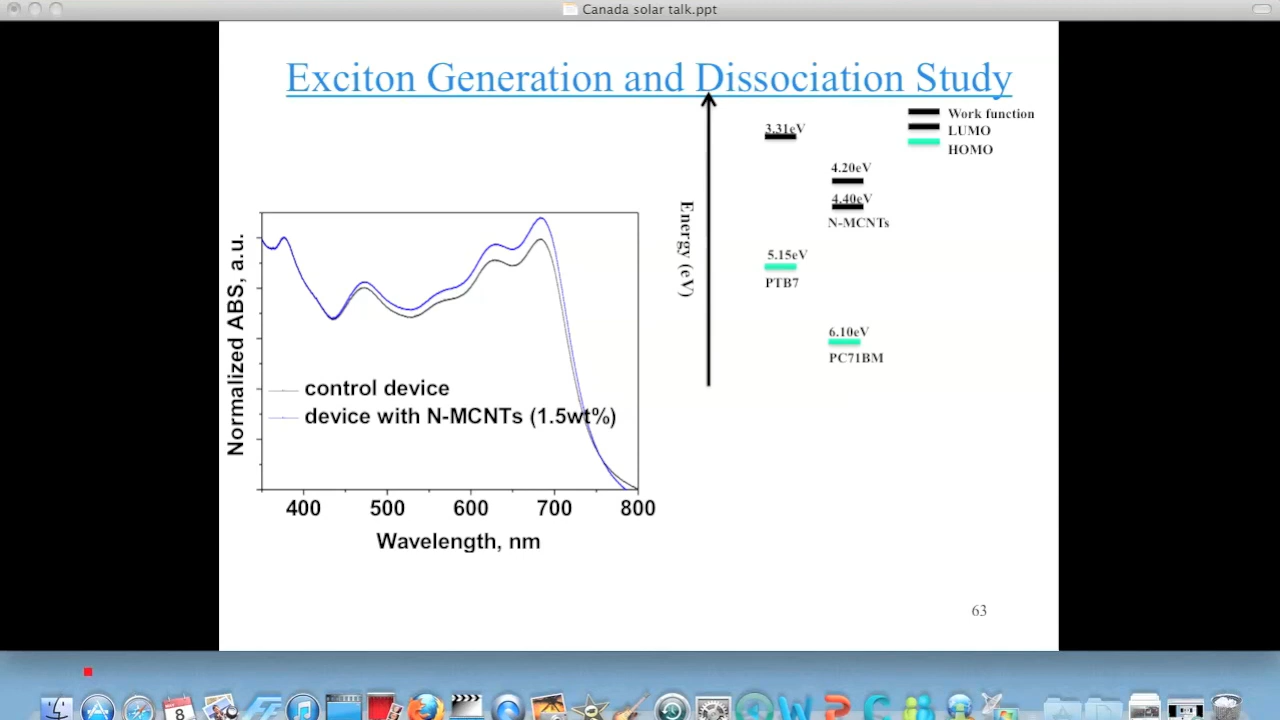 Canada solar talk.ppt
Exciton Generation and Dissociation Study
Work function
LUMO
HOMO
3.31eV
4.20eV
4.40eV
N-MCNTs
5.15eV
PTB7
6.10eV
PC71BM
Energy (eV)
Normalized ABS, a.u.
control device
device with N-MCNTs (1.5wt%)
400 500 600 700 800
Wavelength, nm
63
8